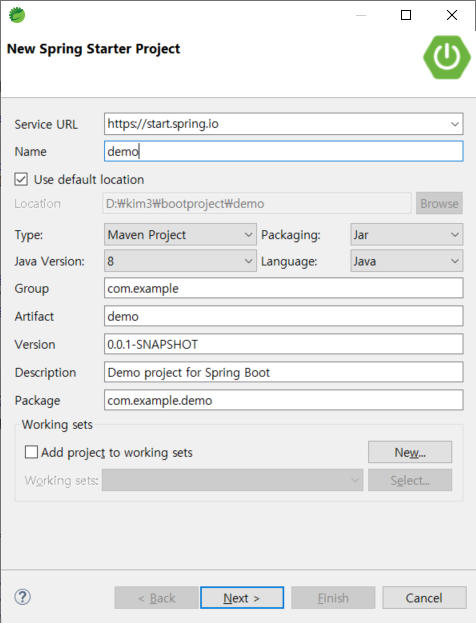 New Spring Starter Project
Service URL https://start.spring.io
Name demo
Use default location
Location D:₩kim3₩bootproject₩demo Browse
Type: Maven Project Packaging: Jar
Java Version: 8 Language: Java
Group com.example
Artifact demo
Version 0.0.1-SNAPSHOT
Description Demo project for Spring Boot
Package com.example.demo
Working sets
Add project to working sets New...
Working sets: Select...
? < Back Next > Finish Cancel